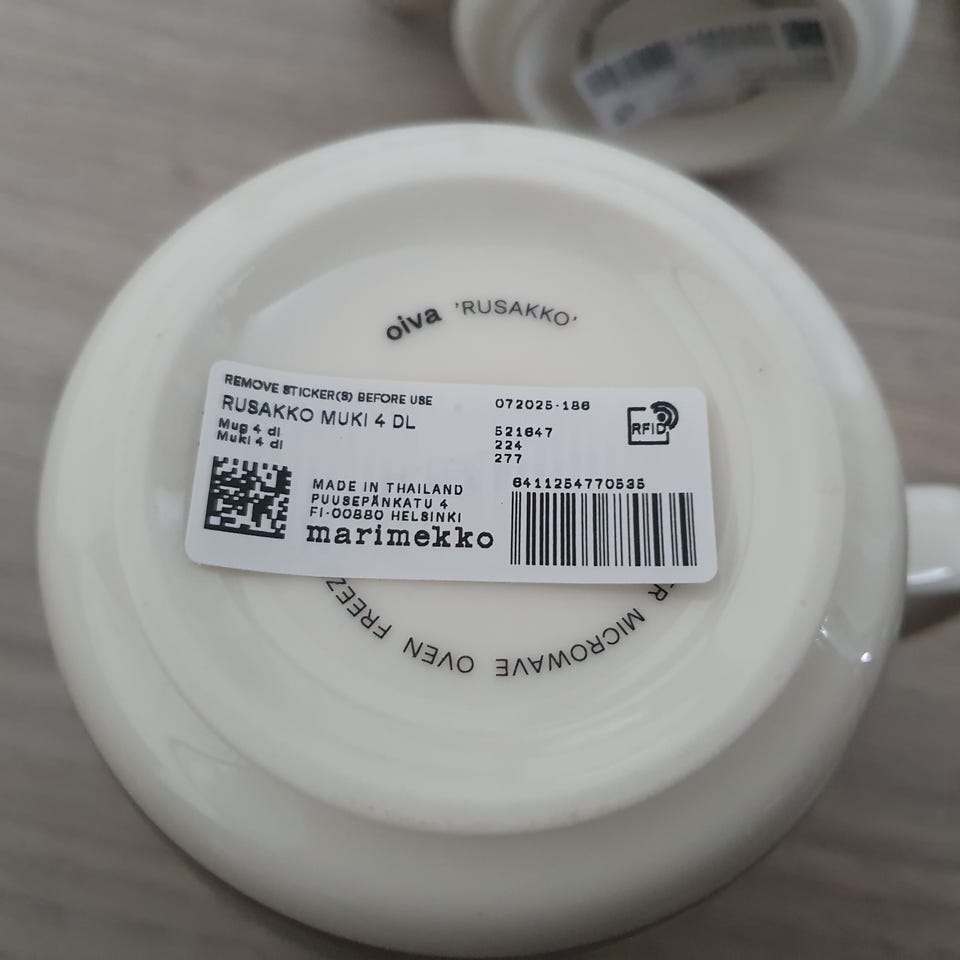 oiva 'RUSAKKO'
REMOVE STICKER(S) BEFORE USE
RUSAKKO MUKI 4 DL
Mug 4 dl
Muki 4 dl
072025-186
521647
224
277
RFID
MADE IN THAILAND
PUUSEPÄNKATU 4
FI-00880 HELSINKI
marimekko
6411254770535
MICROWAVE OVEN